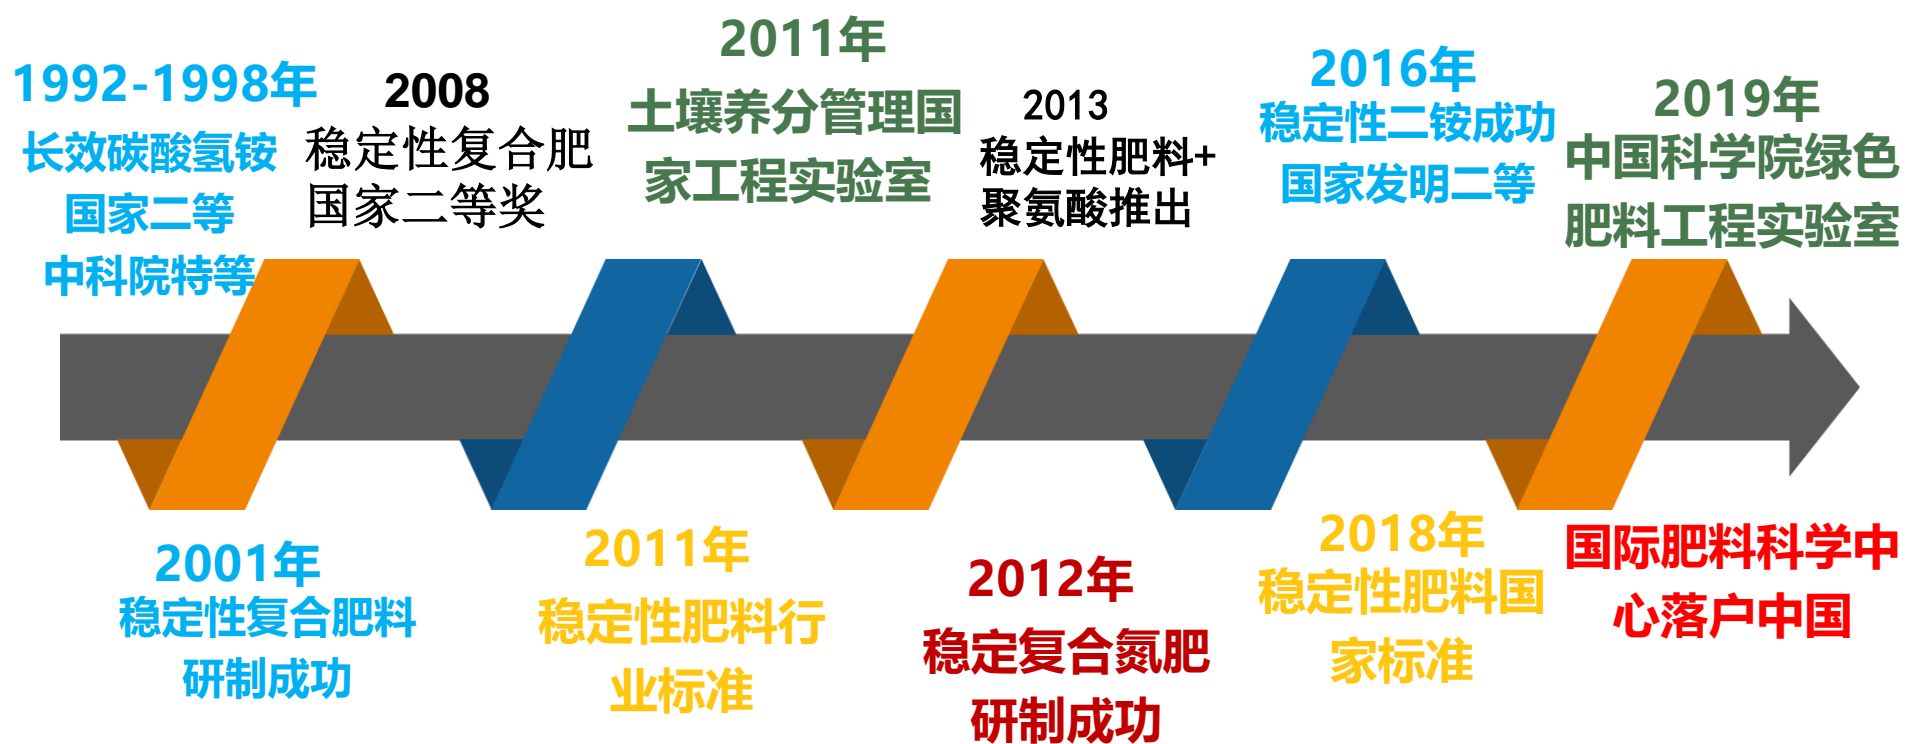 1992-1998年
长效碳酸氢铵
国家二等
中科院特等
2008
稳定性复合肥
国家二等奖
2011年
土壤养分管理国
家工程实验室
2013
稳定性肥料+
聚氨酸推出
2016年
稳定性二铵成功
国家发明二等
2019年
中国科学院绿色
肥料工程实验室
2001年
稳定性复合肥料
研制成功
2011年
稳定性肥料行
业标准
2012年
稳定复合氮肥
研制成功
2018年
稳定性肥料国
家标准
国际肥料科学中
心落户中国